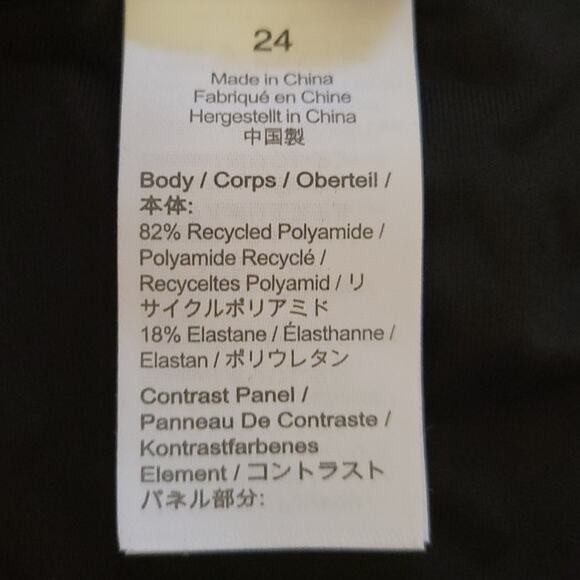 24
Made in China
Fabriqué en Chine
Hergestellt in China
中国製
Body / Corps / Oberteil /
本体:
82% Recycled Polyamide /
Polyamide Recyclé /
Recyceltes Polyamid / リ
サイクルポリアミド
18% Elastane / Élasthanne /
Elastan / ポリウレタン
Contrast Panel /
Panneau De Contraste /
Kontrastfarbenes
Element / コントラスト
パネル部分: